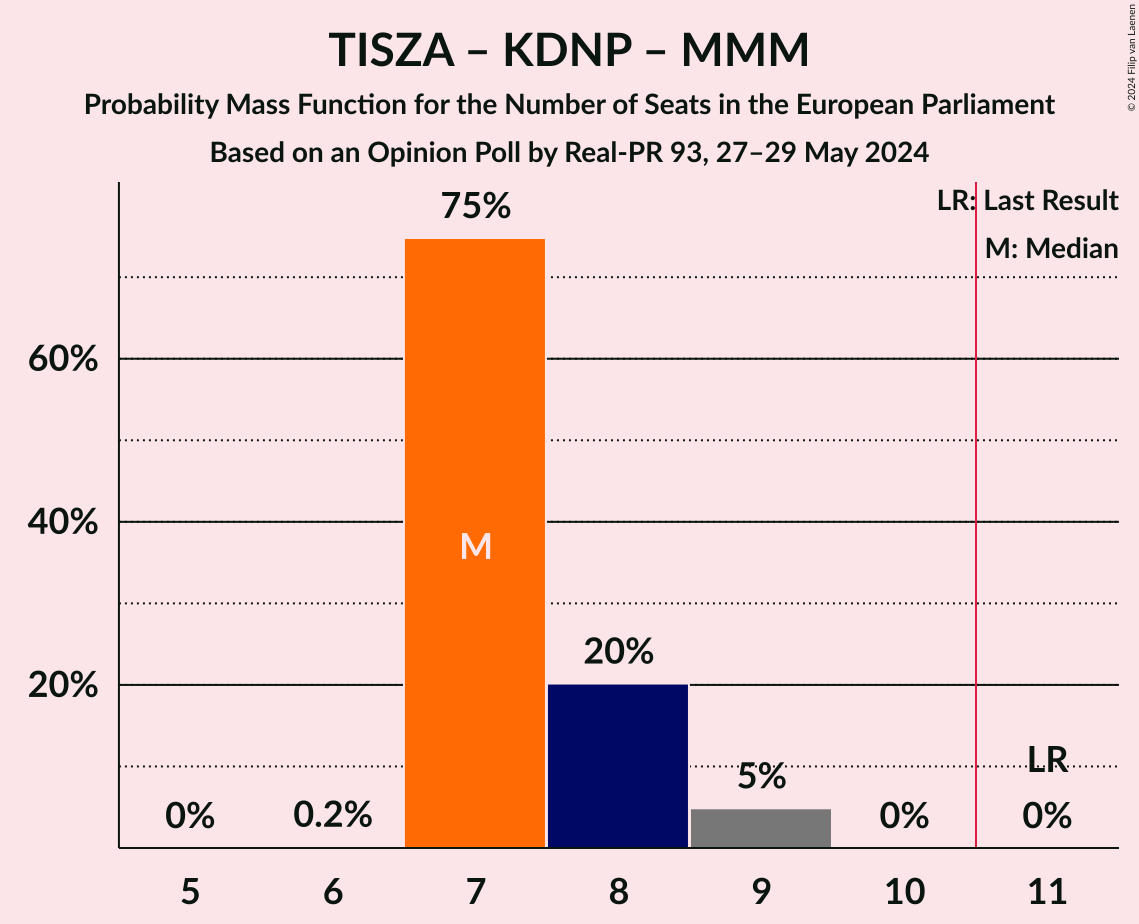 TISZA – KDNP – MMM
Probability Mass Function for the Number of Seats in the European Parliament
Based on an Opinion Poll by Real-PR 93, 27–29 May 2024
© 2024 Filip van Laenen
LR: Last Result
M: Median
75%
60%
40%
M
20%
20%
LR
5%
0%
0.2%
0%
0%
5
6
7
8
9
10
11